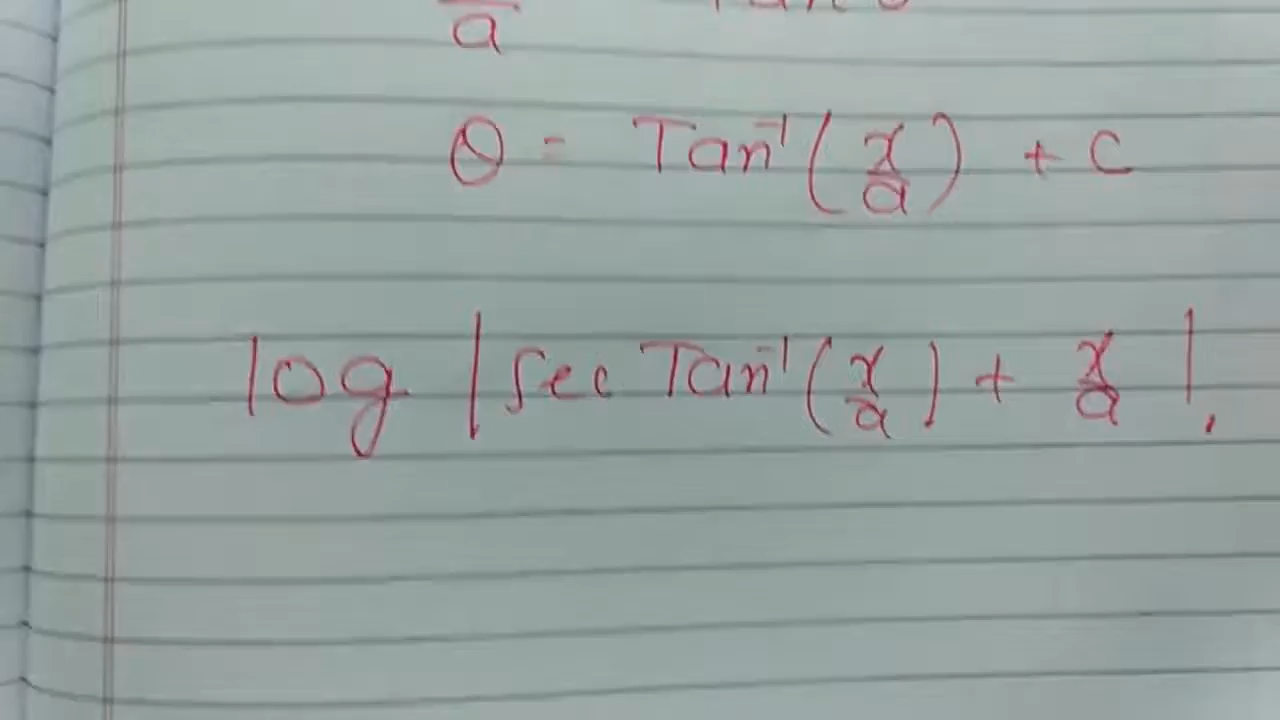 a
θ = Tan⁻¹(x/a) + C
log |sec Tan⁻¹(x/a) + x/a|.